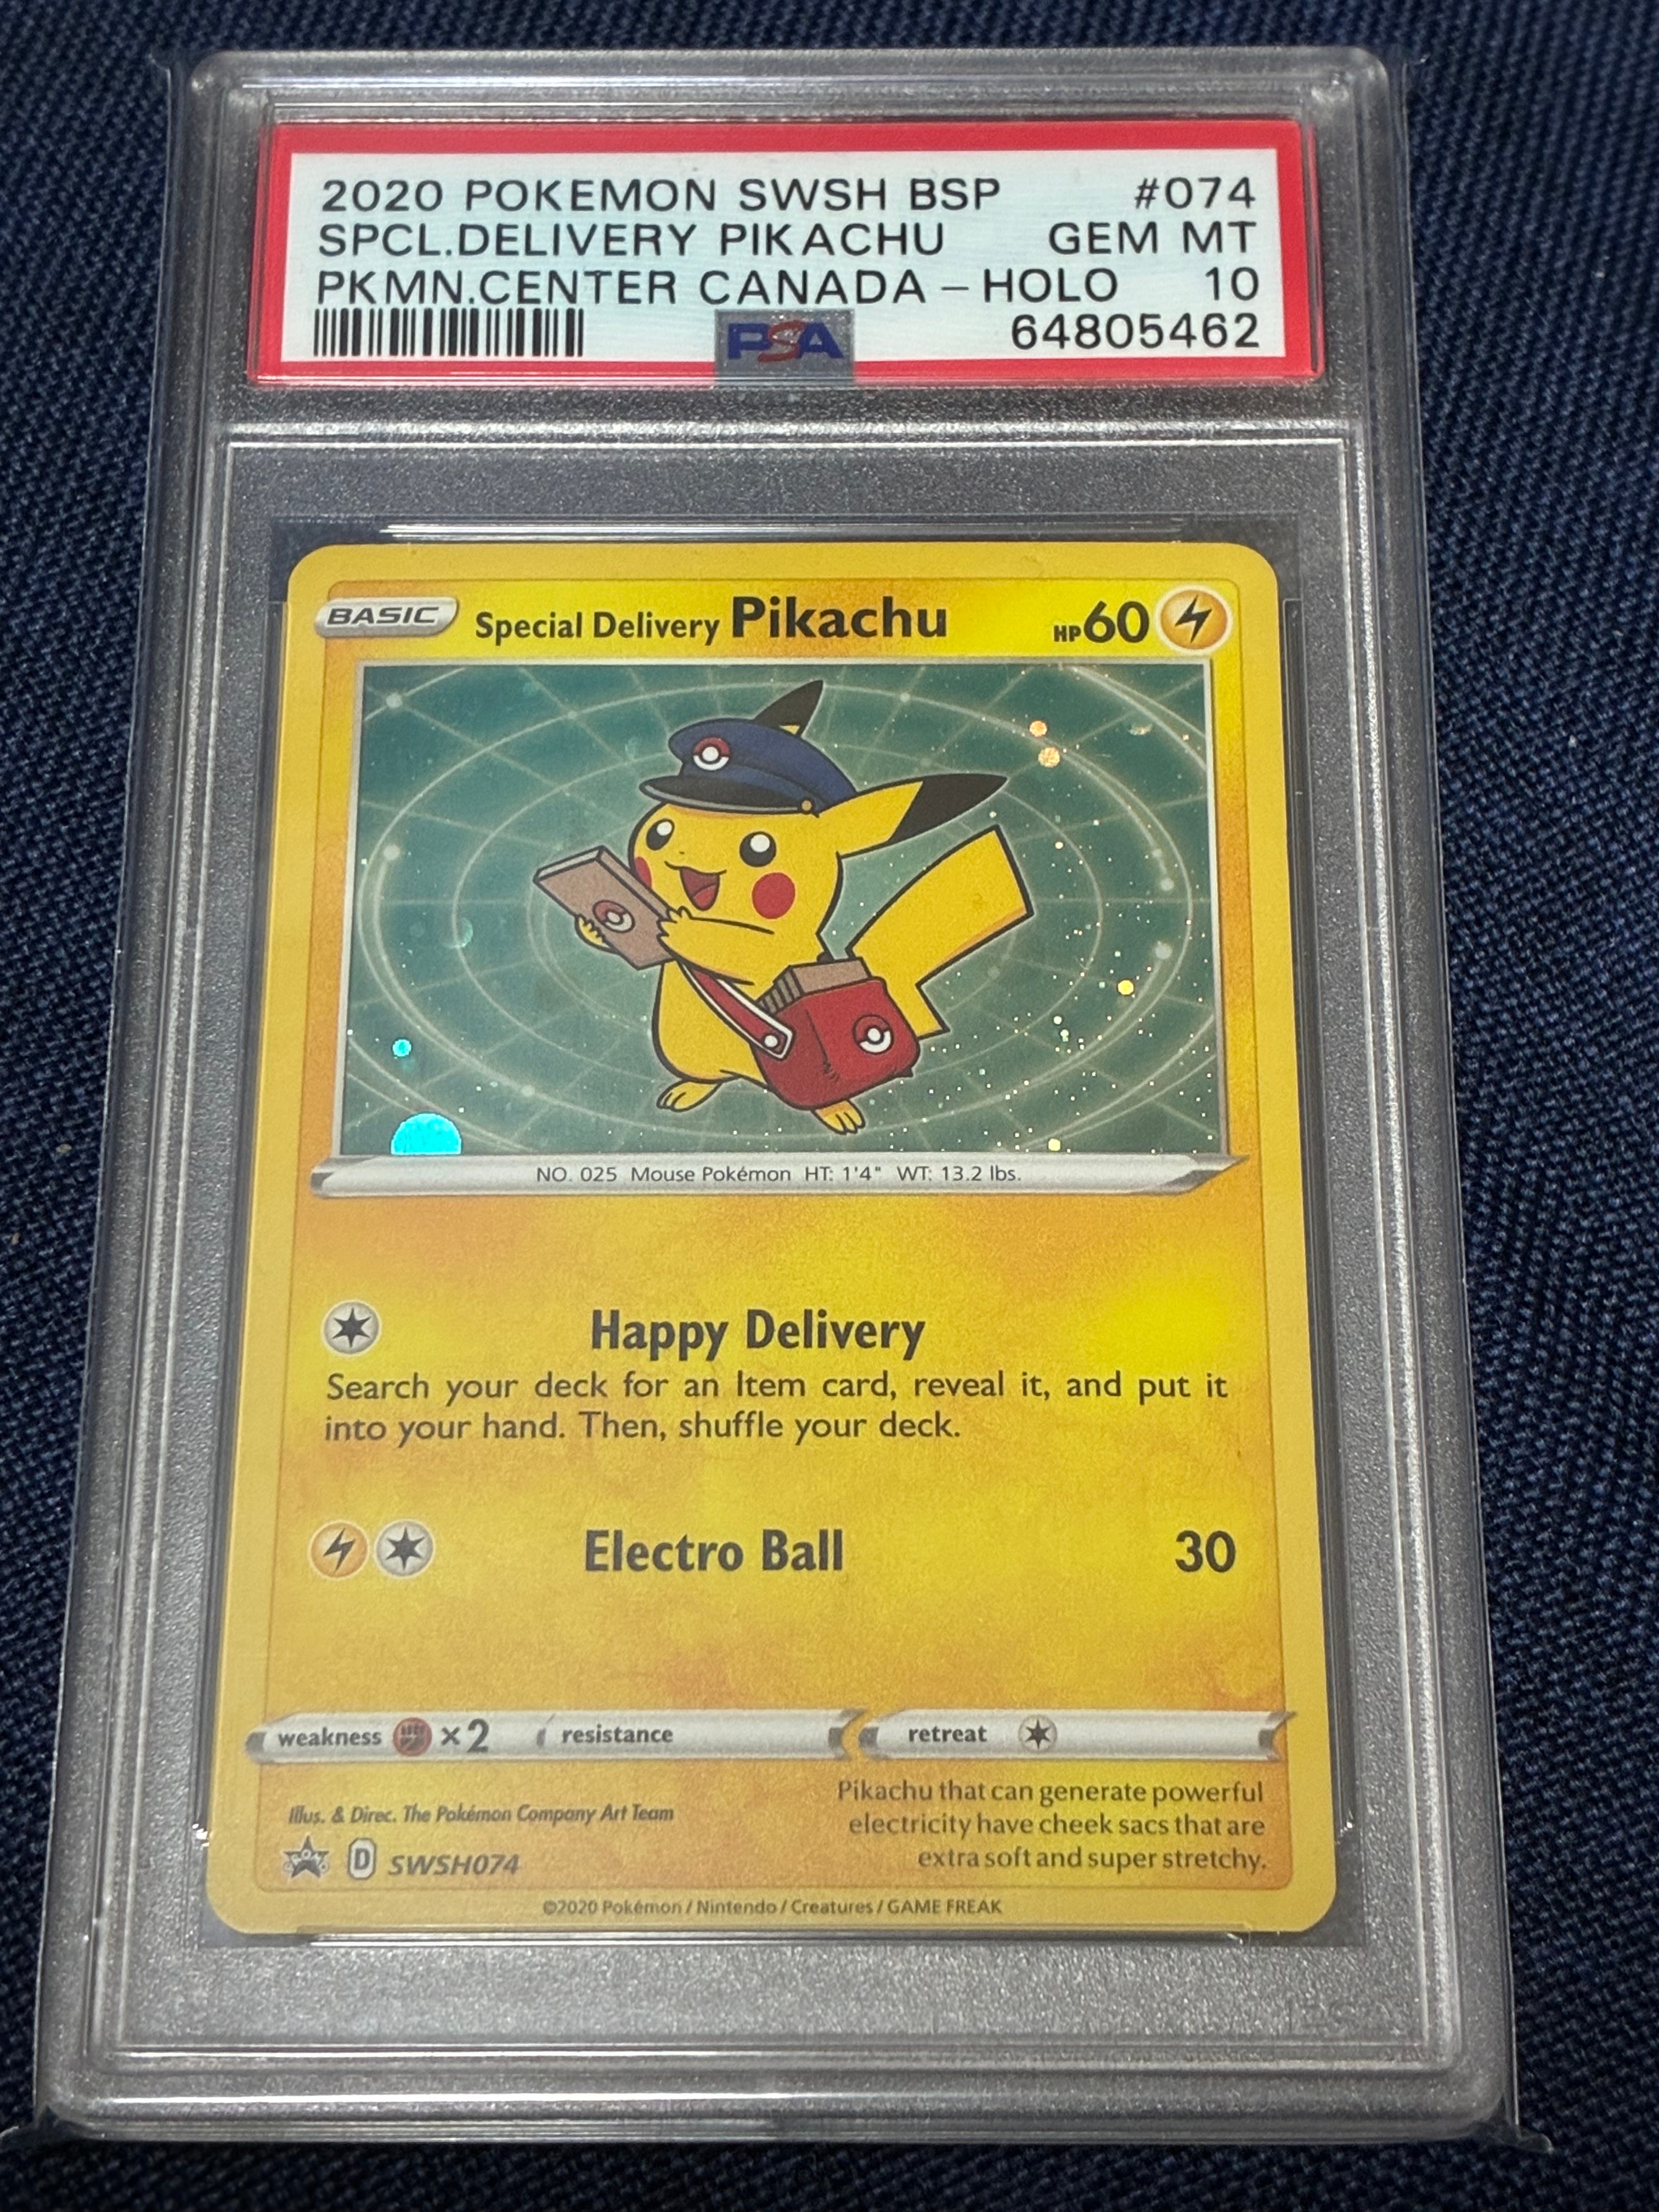 2020 POKEMON SWSH BSP #074
SPCL.DELIVERY PIKACHU GEM MT
PKMN.CENTER CANADA – HOLO 10
PSA 64805462
BASIC Special Delivery Pikachu HP60
NO. 025 Mouse Pokémon HT: 1'4" WT: 13.2 lbs.
Happy Delivery
Search your deck for an Item card, reveal it, and put it
into your hand. Then, shuffle your deck.
Electro Ball 30
weakness ×2 resistance retreat
Illus. & Direc. The Pokémon Company Art Team
D SWSH074
Pikachu that can generate powerful
electricity have cheek sacs that are
extra soft and super stretchy.
©2020 Pokémon / Nintendo / Creatures / GAME FREAK